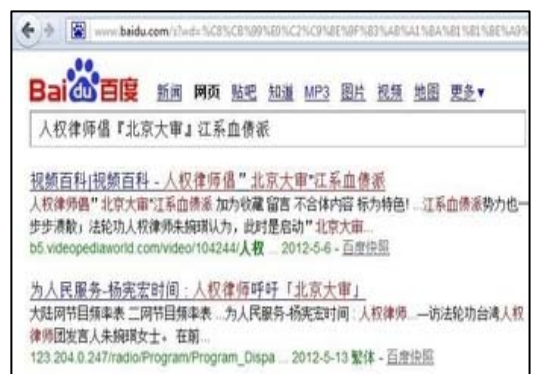 www.baidu.com/s?wd=%C8%CB%
Bai du 百度 新闻 网页 贴吧 知道 MP3 图片 视频 地图 更多▼
人权律师倡『北京大审』江系血债派
视频百科|视频百科 - 人权律师倡"北京大审"江系血债派
人权律师倡"北京大审"江系血债派 加为收藏 留言 不合体内容 标为特色! ...江系血债派势力也一
步步溃散」法轮功人权律师朱婉琪认为，此时是启动"北京大审...
b5.videopediaworld.com/video/104244/人权 ... 2012-5-6 - 百度快照
为人民服务-杨宪宏时间 : 人权律师呼吁「北京大审」
大陆网节目频率表 二网节目频率表 ...为人民服务-杨宪宏时间 : 人权律师...—访法轮功台湾人权
律师团发言人朱婉琪女士。 在前...
123.204.0.247/radio/Program/Program_Dispa ... 2012-5-13 繁体 - 百度快照